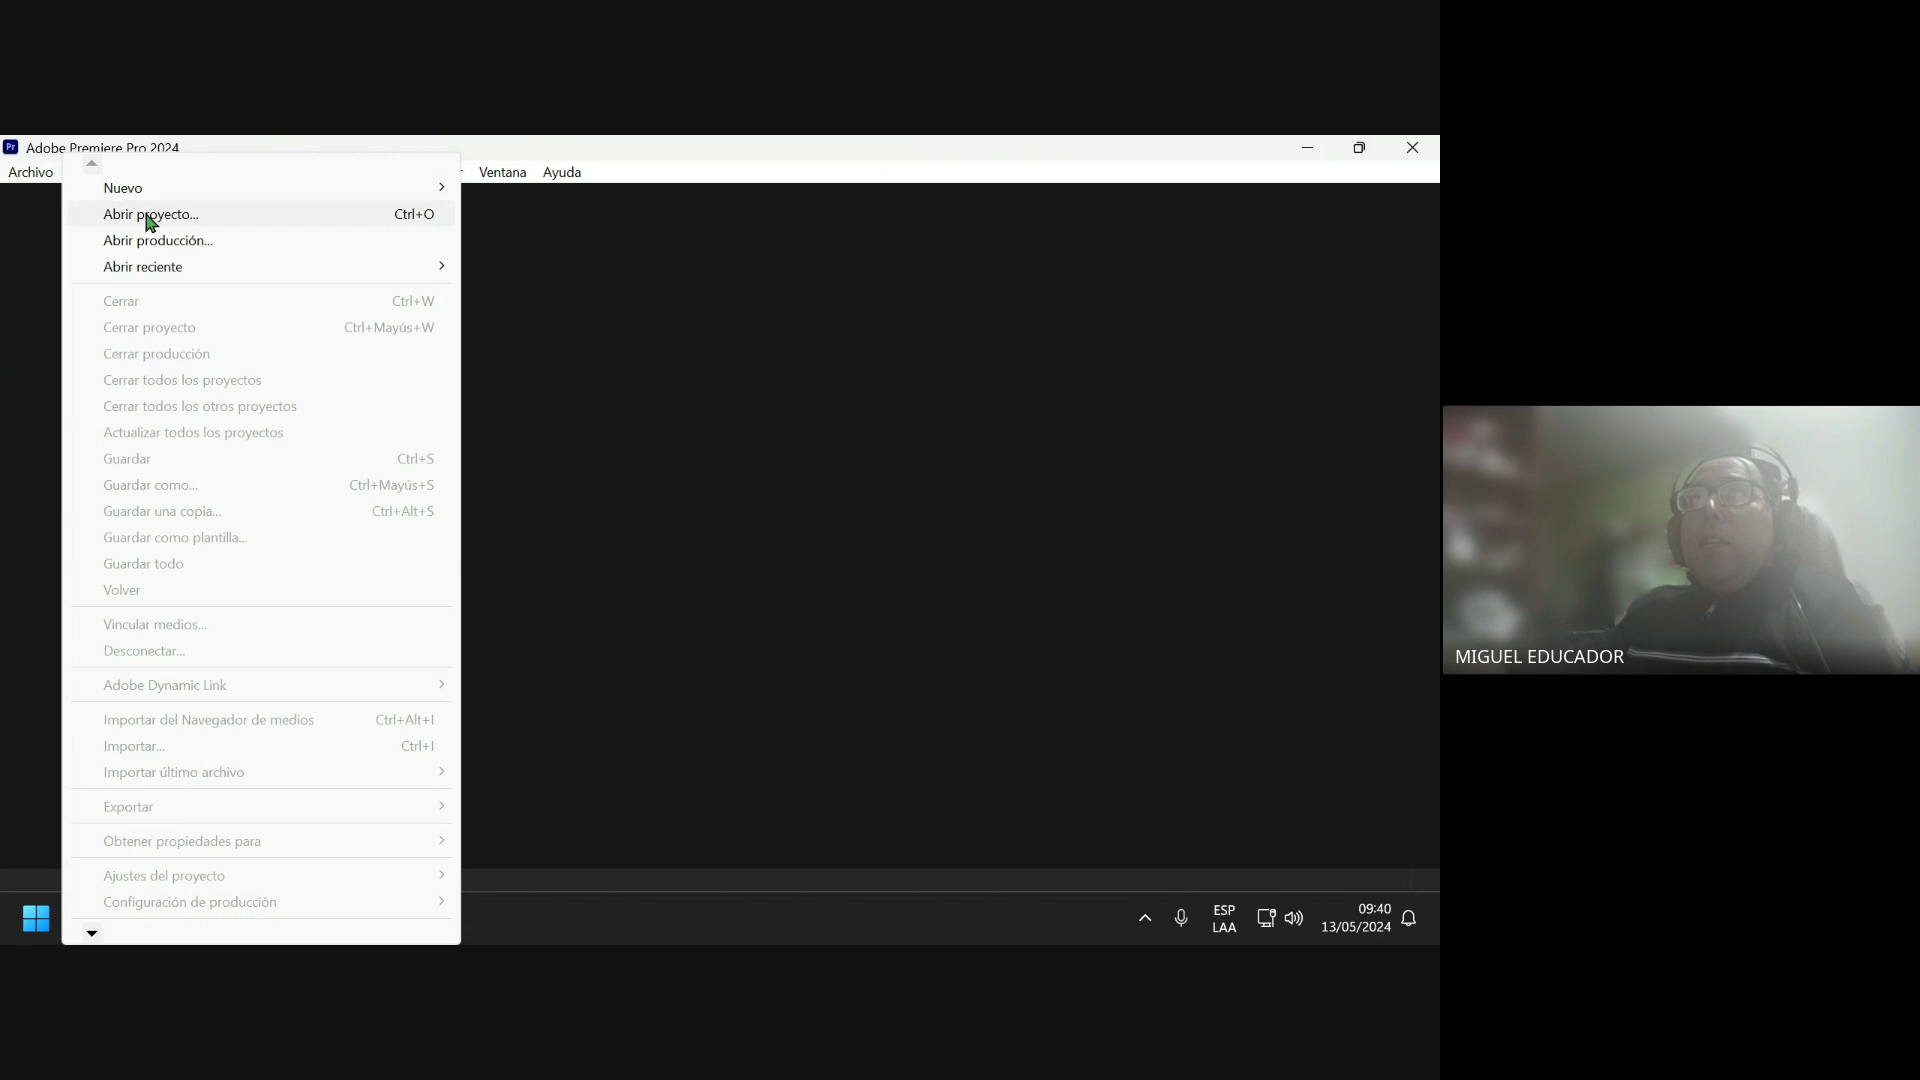 Pr Adobe Premiere Pro 2024
Archivo Ventana Ayuda
Nuevo
Abrir proyecto... Ctrl+O
Abrir producción...
Abrir reciente
Cerrar Ctrl+W
Cerrar proyecto Ctrl+Mayús+W
Cerrar producción
Cerrar todos los proyectos
Cerrar todos los otros proyectos
Actualizar todos los proyectos
Guardar Ctrl+S
Guardar como... Ctrl+Mayús+S
Guardar una copia... Ctrl+Alt+S
Guardar como plantilla...
Guardar todo
Volver
Vincular medios...
Desconectar...
Adobe Dynamic Link
Importar del Navegador de medios Ctrl+Alt+I
Importar... Ctrl+I
Importar último archivo
Exportar
Obtener propiedades para
Ajustes del proyecto
Configuración de producción
ESP
LAA
09:40
13/05/2024
MIGUEL EDUCADOR